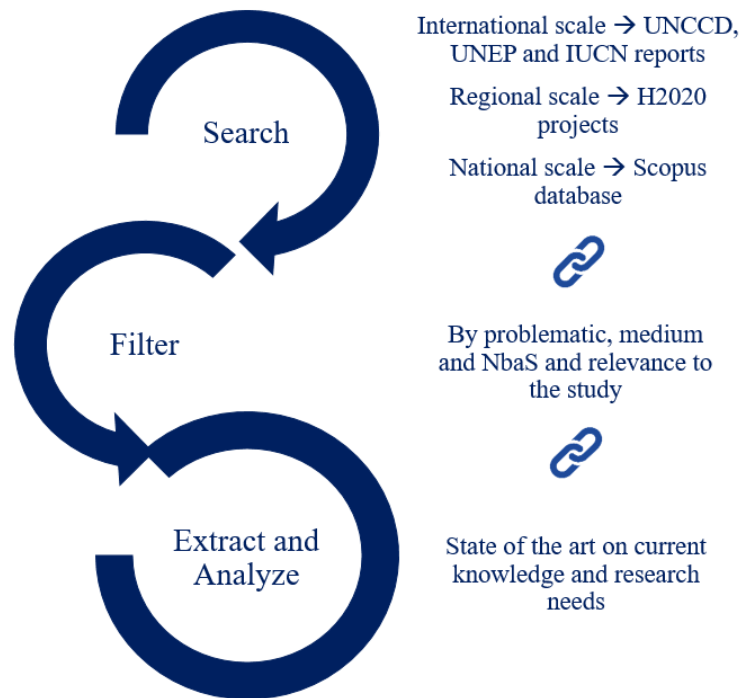 Search
International scale → UNCCD,
UNEP and IUCN reports
Regional scale → H2020
projects
National scale → Scopus
database
Filter
By problematic, medium
and NbaS and relevance to
the study
Extract and
Analyze
State of the art on current
knowledge and research
needs